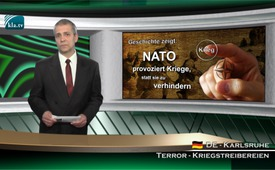 kla.tv
Geschichte zeigt:
Krieg
NATO
provoziert Kriege,
statt sie zu
verhindern
DE - Karlsruhe
Terror - Kriegstreibereien